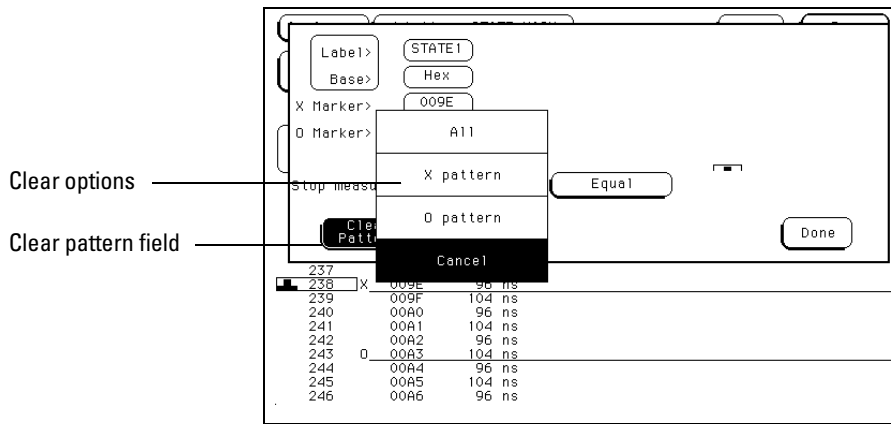 Label>
STATE1
Base>
Hex
X Marker>
009E
O Marker>
All
Clear options
X pattern
Stop measu
Equal
O pattern
Clear pattern field
Done
Cancel
237
238 X 009E 96 ns
239 009F 104 ns
240 00A0 96 ns
241 00A1 104 ns
242 00A2 96 ns
243 O 00A3 104 ns
244 00A4 96 ns
245 00A5 104 ns
246 00A6 96 ns